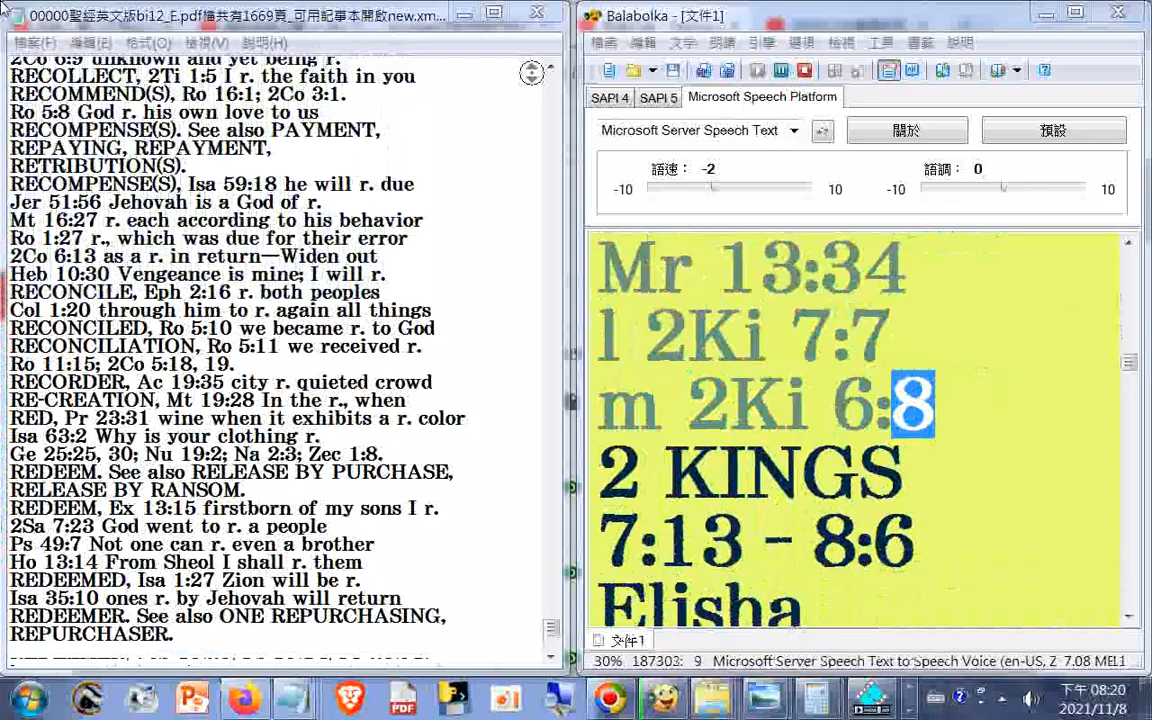 00000聖經英文版bi12_E.pdf檔共有1669頁_可用記事本開啟new.xm...
檔案(F) 編輯(E) 格式(O) 檢視(V) 說明(H)
2Co 6:9 unknown and yet being r.
RECOLLECT, 2Ti 1:5 I r. the faith in you
RECOMMEND(S), Ro 16:1; 2Co 3:1.
Ro 5:8 God r. his own love to us
RECOMPENSE(S). See also PAYMENT,
REPAYING, REPAYMENT,
RETRIBUTION(S).
RECOMPENSE(S), Isa 59:18 he will r. due
Jer 51:56 Jehovah is a God of r.
Mt 16:27 r. each according to his behavior
Ro 1:27 r., which was due for their error
2Co 6:13 as a r. in return—Widen out
Heb 10:30 Vengeance is mine; I will r.
RECONCILE, Eph 2:16 r. both peoples
Col 1:20 through him to r. again all things
RECONCILED, Ro 5:10 we became r. to God
RECONCILIATION, Ro 5:11 we received r.
Ro 11:15; 2Co 5:18, 19.
RECORDER, Ac 19:35 city r. quieted crowd
RE-CREATION, Mt 19:28 In the r., when
RED, Pr 23:31 wine when it exhibits a r. color
Isa 63:2 Why is your clothing r.
Ge 25:25, 30; Nu 19:2; Na 2:3; Zec 1:8.
REDEEM. See also RELEASE BY PURCHASE,
RELEASE BY RANSOM.
REDEEM, Ex 13:15 firstborn of my sons I r.
2Sa 7:23 God went to r. a people
Ps 49:7 Not one can r. even a brother
Ho 13:14 From Sheol I shall r. them
REDEEMED, Isa 1:27 Zion will be r.
Isa 35:10 ones r. by Jehovah will return
REDEEMER. See also ONE REPURCHASING,
REPURCHASER.
Balabolka - [文件1]
檔案 編輯 文字 朗讀 引擎 選項 檢視 工具 書籤 說明
SAPI 4 SAPI 5 Microsoft Speech Platform
Microsoft Server Speech Text 關於 預設
語速： -2 語調： 0
-10 10 -10 10
Mr 13:34
l 2Ki 7:7
m 2Ki 6:8
2 KINGS
7:13 – 8:6
Elisha
文件1
30% 187303: 9 Microsoft Server Speech Text to Speech Voice (en-US, Z 7.08 МБ1
PDF
下午 08:20
2021/11/8